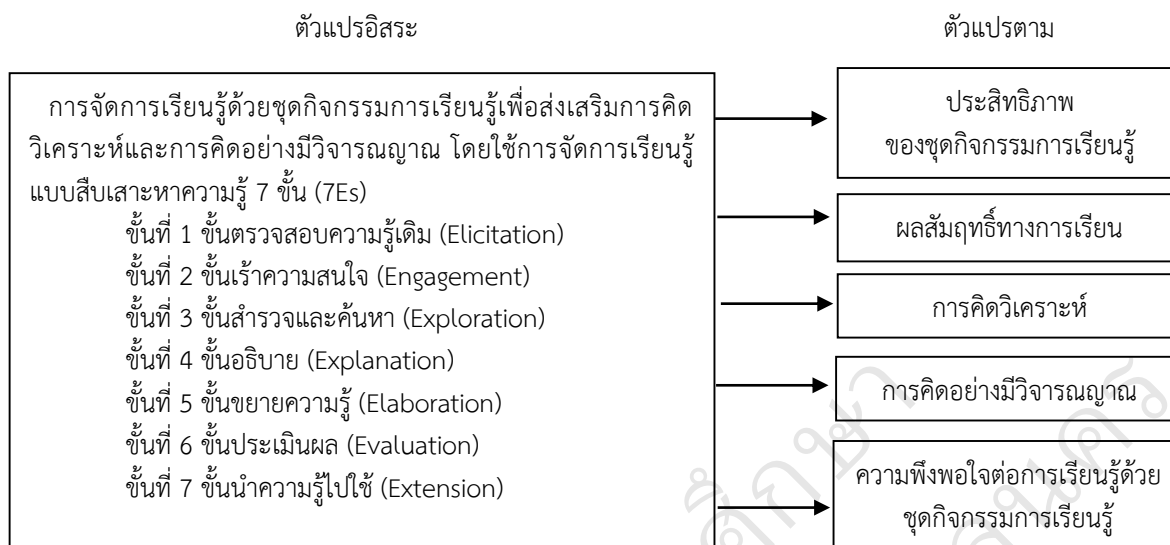 ตัวแปรอิสระ
ตัวแปรตาม
การจัดการเรียนรู้ด้วยชุดกิจกรรมการเรียนรู้เพื่อส่งเสริมการคิด
วิเคราะห์และการคิดอย่างมีวิจารณญาณ โดยใช้การจัดการเรียนรู้
แบบสืบเสาะหาความรู้ 7 ขั้น (7Es)
ขั้นที่ 1 ขั้นตรวจสอบความรู้เดิม (Elicitation)
ขั้นที่ 2 ขั้นเร้าความสนใจ (Engagement)
ขั้นที่ 3 ขั้นสำรวจและค้นหา (Exploration)
ขั้นที่ 4 ขั้นอธิบาย (Explanation)
ขั้นที่ 5 ขั้นขยายความรู้ (Elaboration)
ขั้นที่ 6 ขั้นประเมินผล (Evaluation)
ขั้นที่ 7 ขั้นนำความรู้ไปใช้ (Extension)
ประสิทธิภาพ
ของชุดกิจกรรมการเรียนรู้
ผลสัมฤทธิ์ทางการเรียน
การคิดวิเคราะห์
การคิดอย่างมีวิจารณญาณ
ความพึงพอใจต่อการเรียนรู้ด้วย
ชุดกิจกรรมการเรียนรู้